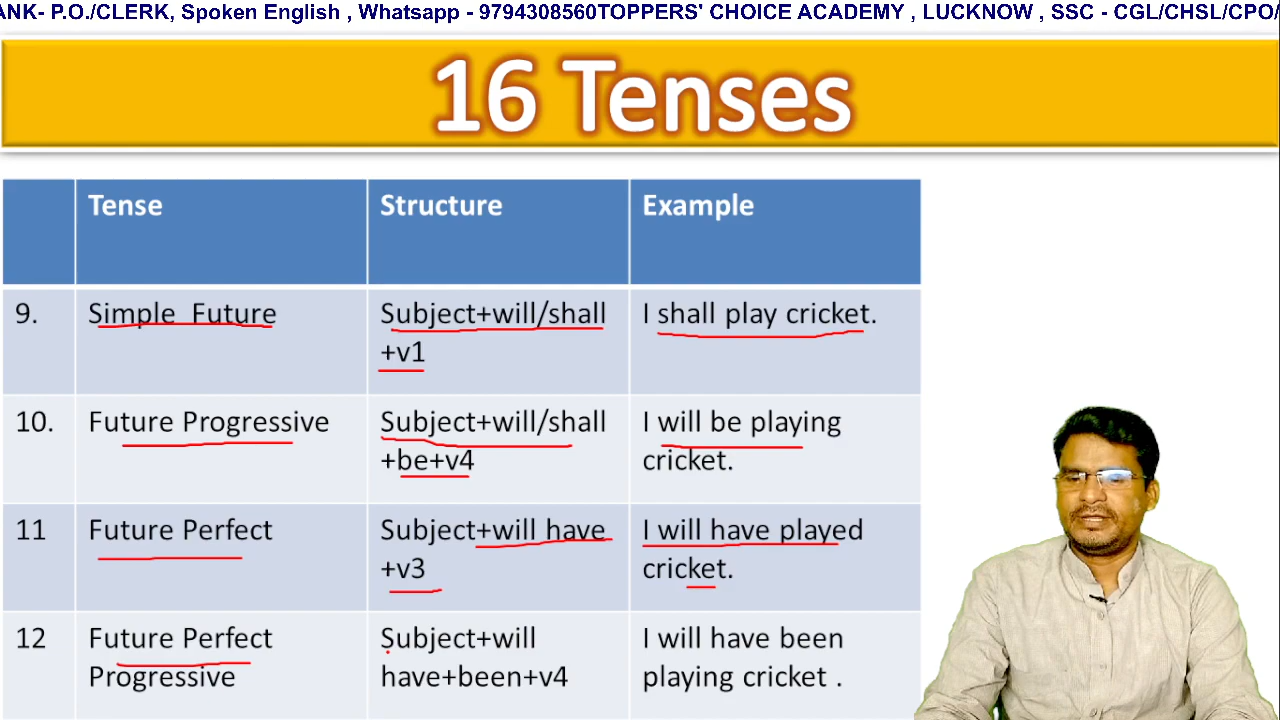 ANK- P.O./CLERK, Spoken English , Whatsapp - 9794308560TOPPERS' CHOICE ACADEMY , LUCKNOW , SSC - CGL/CHSL/CPO/
16 Tenses
Tense Structure Example
9. Simple Future Subject+will/shall I shall play cricket.
+v1
10. Future Progressive Subject+will/shall I will be playing
+be+v4 cricket.
11 Future Perfect Subject+will have I will have played
+v3 cricket.
12 Future Perfect Subject+will I will have been
Progressive have+been+v4 playing cricket .